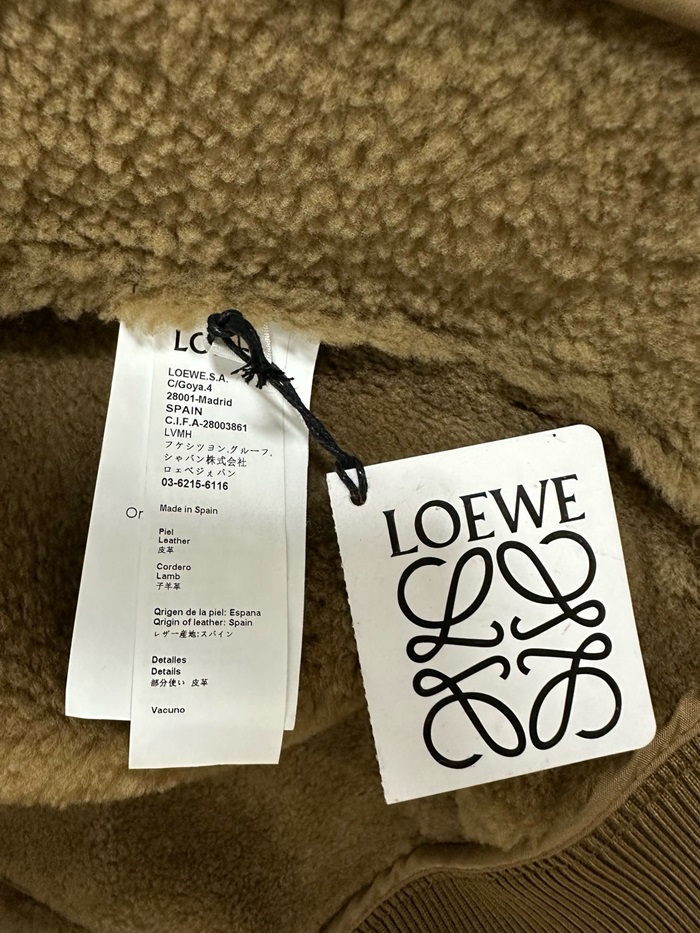 LOEWE.S.A.
C/Goya.4
28001-Madrid
SPAIN
C.I.F.A-28003861
LVMH
フケシツヨン.グルーフ.
シャパン株式会社
ロェベジぇパン
03-6215-6116
Or
Made in Spain
Piel
Leather
皮革
Cordero
Lamb
子羊革
Qrigen de la piel: Espana
Qrigin of leather: Spain
レザー産地:スパイン
Detalles
Details
部分使い 皮革
Vacuno
LOEWE